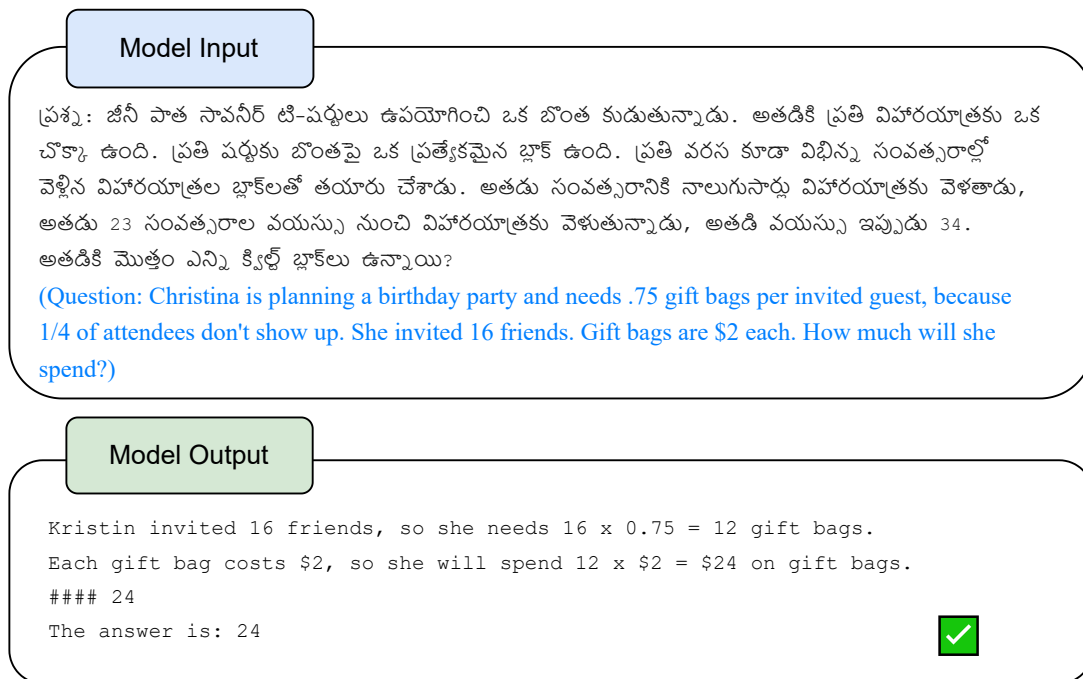 Model Input
ప్రశ్న: జీనీ పాత సావనీర్ టి-షర్టులు ఉపయోగించి ఒక బొంత కుడుతున్నాడు. అతడికి ప్రతి విహారయాత్రకు ఒక
చొక్కా ఉంది. ప్రతి షర్టుకు బొంతపై ఒక ప్రత్యేకమైన బ్లాక్ ఉంది. ప్రతి వరస కూడా విభిన్న సంవత్సరాల్లో
వెళ్లిన విహారయాత్రల బ్లాక్‌లతో తయారు చేశాడు. అతడు సంవత్సరానికి నాలుగుసార్లు విహారయాత్రకు వెళతాడు,
అతడు 23 సంవత్సరాల వయస్సు నుంచి విహారయాత్రకు వెళుతున్నాడు, అతడి వయస్సు ఇప్పుడు 34.
అతడికి మొత్తం ఎన్ని క్విల్ట్ బ్లాక్‌లు ఉన్నాయి?
(Question: Christina is planning a birthday party and needs .75 gift bags per invited guest, because
1/4 of attendees don't show up. She invited 16 friends. Gift bags are $2 each. How much will she
spend?)
Model Output
Kristin invited 16 friends, so she needs 16 x 0.75 = 12 gift bags.
Each gift bag costs $2, so she will spend 12 x $2 = $24 on gift bags.
#### 24
The answer is: 24